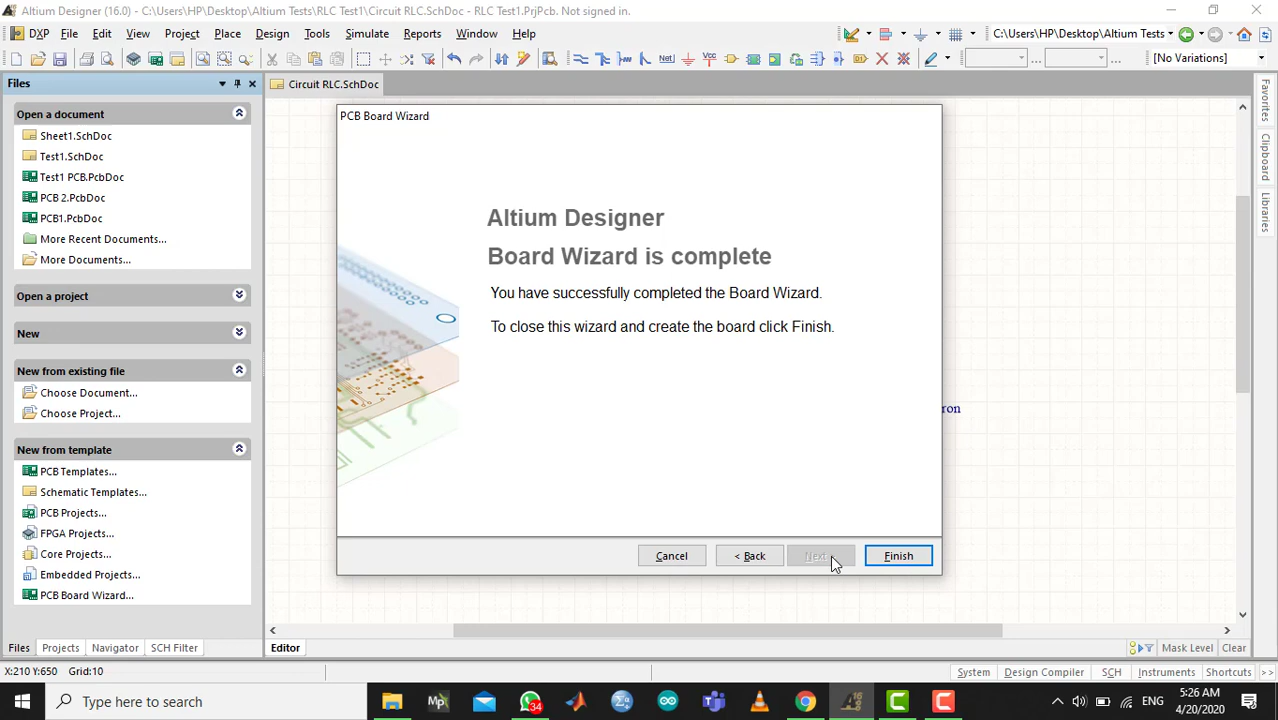 Altium Designer (16.0) - C:\Users\HP\Desktop\Altium Tests\RLC Test1\Circuit RLC.SchDoc - RLC Test1.PrjPcb. Not signed in.
DXP File Edit View Project Place Design Tools Simulate Reports Window Help C:\Users\HP\Desktop\Altium Tests
Net Vcc [No Variations]
Files
Circuit RLC.SchDoc
Open a document
Sheet1.SchDoc
Test1.SchDoc
Test1 PCB.PcbDoc
PCB 2.PcbDoc
PCB1.PcbDoc
More Recent Documents...
More Documents...
Open a project
New
New from existing file
Choose Document...
Choose Project...
New from template
PCB Templates...
Schematic Templates...
PCB Projects...
FPGA Projects...
Core Projects...
Embedded Projects...
PCB Board Wizard...
Files Projects Navigator SCH Filter
PCB Board Wizard
Altium Designer
Board Wizard is complete
You have successfully completed the Board Wizard.
To close this wizard and create the board click Finish.
Cancel < Back Next Finish
ron
Favorites
Clipboard
Libraries
Editor
Mask Level Clear
X:210 Y:650 Grid:10
System Design Compiler SCH Instruments Shortcuts >>
Type here to search
Mp
34
16
ENG
5:26 AM
4/20/2020